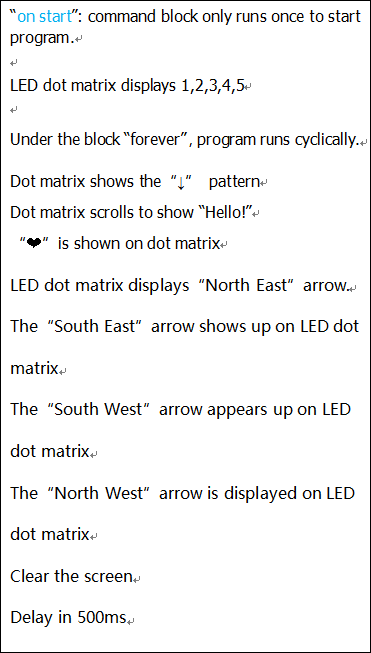 “on start”: command block only runs once to start
program.↵
↵
LED dot matrix displays 1,2,3,4,5↵
↵
Under the block “forever”, program runs cyclically.↵
Dot matrix shows the “↓” pattern↵
Dot matrix scrolls to show “Hello!”↵
“❤” is shown on dot matrix↵
LED dot matrix displays “North East” arrow.↵
The “South East” arrow shows up on LED dot
matrix↵
The “South West” arrow appears up on LED
dot matrix↵
The “North West” arrow is displayed on LED
dot matrix↵
Clear the screen↵
Delay in 500ms↵